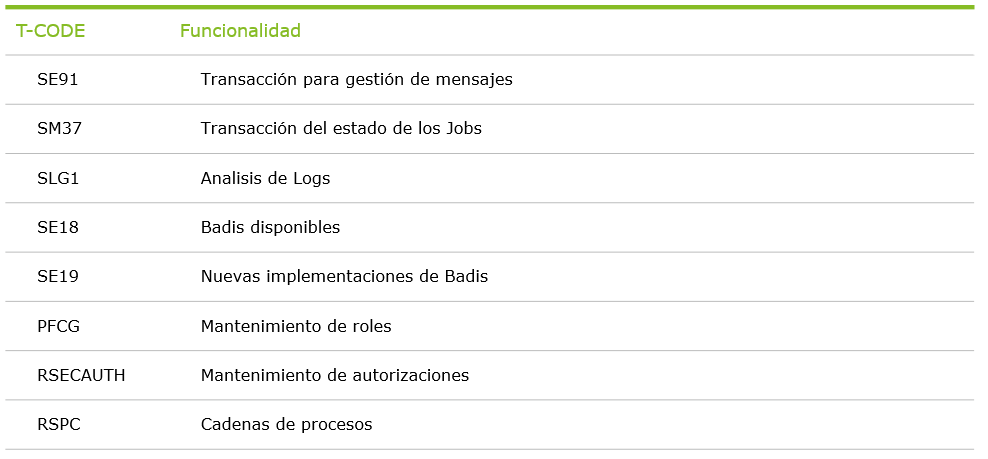 T-CODE Funcionalidad
SE91 Transacción para gestión de mensajes
SM37 Transacción del estado de los Jobs
SLG1 Analisis de Logs
SE18 Badis disponibles
SE19 Nuevas implementaciones de Badis
PFCG Mantenimiento de roles
RSECAUTH Mantenimiento de autorizaciones
RSPC Cadenas de procesos